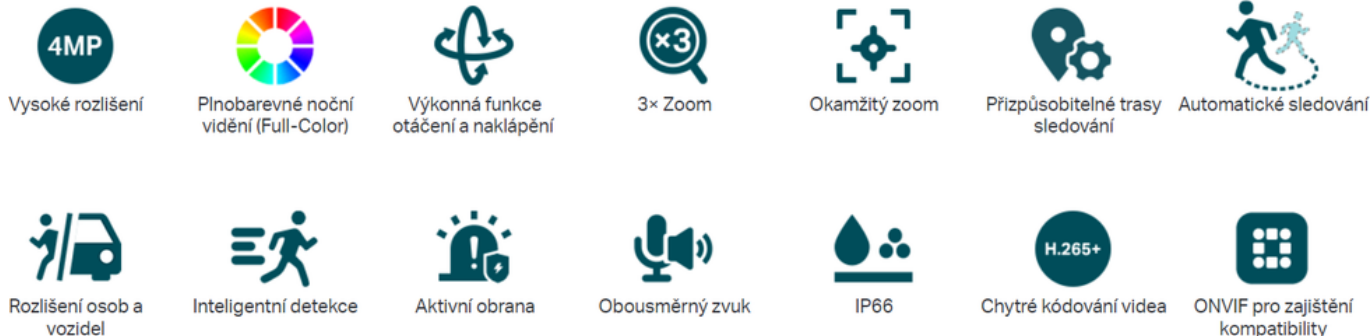 4MP
×3
Vysoké rozlišení
Plnobarevné noční
vidění (Full-Color)
Výkonná funkce
otáčení a naklápění
3× Zoom
Okamžitý zoom
Přizpůsobitelné trasy
sledování
Automatické sledování
H.265+
Rozlišení osob a
vozidel
Inteligentní detekce
Aktivní obrana
Obousměrný zvuk
IP66
Chytré kódování videa
ONVIF pro zajištění
kompatibility